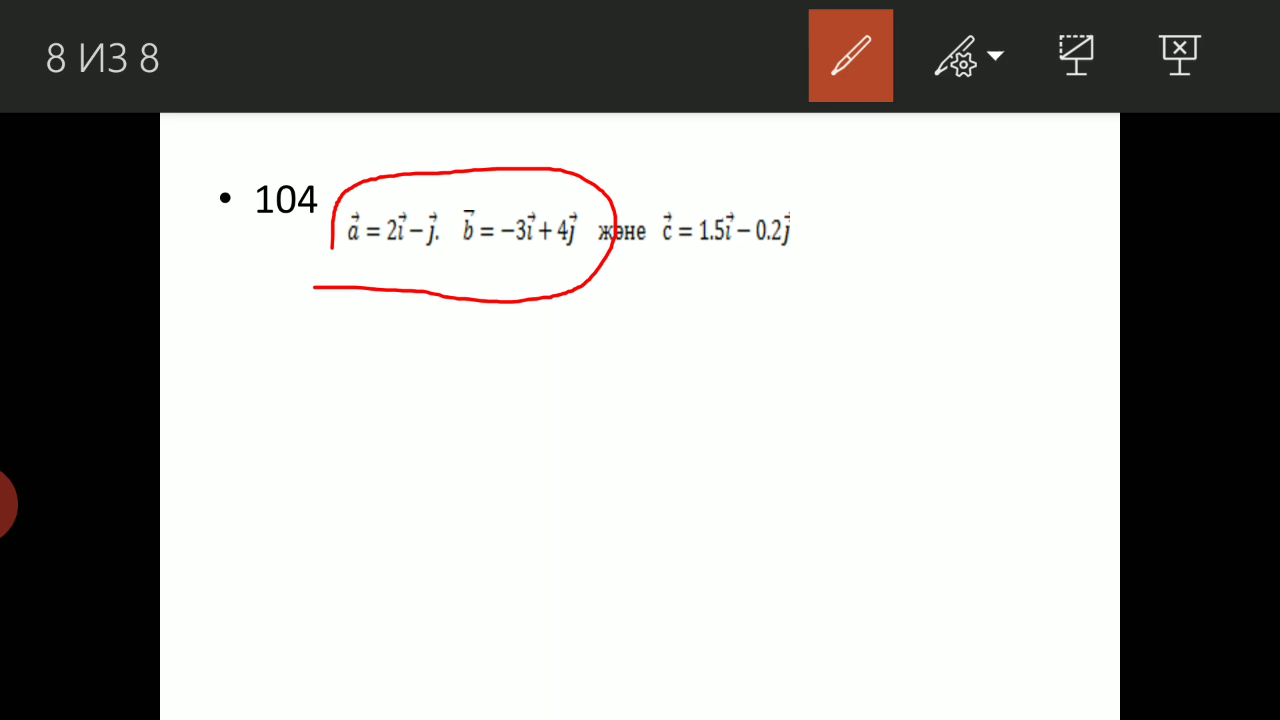 8 ИЗ 8
• 104
a⃗ = 2i⃗ − j⃗. b̅ = −3i⃗ + 4j⃗ және c⃗ = 1.5i⃗ − 0.2j⃗